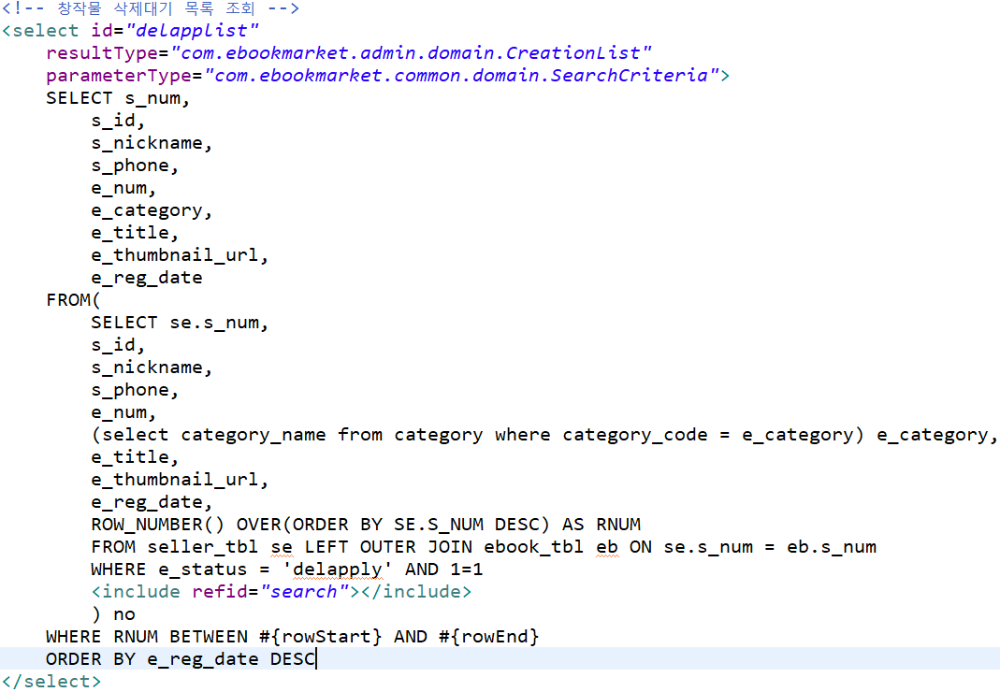 <!-- 창작물 삭제대기 목록 조회 -->
<select id="delapplist"
resultType="com.ebookmarket.admin.domain.CreationList"
parameterType="com.ebookmarket.common.domain.SearchCriteria">
SELECT s_num,
s_id,
s_nickname,
s_phone,
e_num,
e_category,
e_title,
e_thumbnail_url,
e_reg_date
FROM(
SELECT se.s_num,
s_id,
s_nickname,
s_phone,
e_num,
(select category_name from category where category_code = e_category) e_category,
e_title,
e_thumbnail_url,
e_reg_date,
ROW_NUMBER() OVER(ORDER BY SE.S_NUM DESC) AS RNUM
FROM seller_tbl se LEFT OUTER JOIN ebook_tbl eb ON se.s_num = eb.s_num
WHERE e_status = 'delapply' AND 1=1
<include refid="search"></include>
) no
WHERE RNUM BETWEEN #{rowStart} AND #{rowEnd}
ORDER BY e_reg_date DESC
</select>